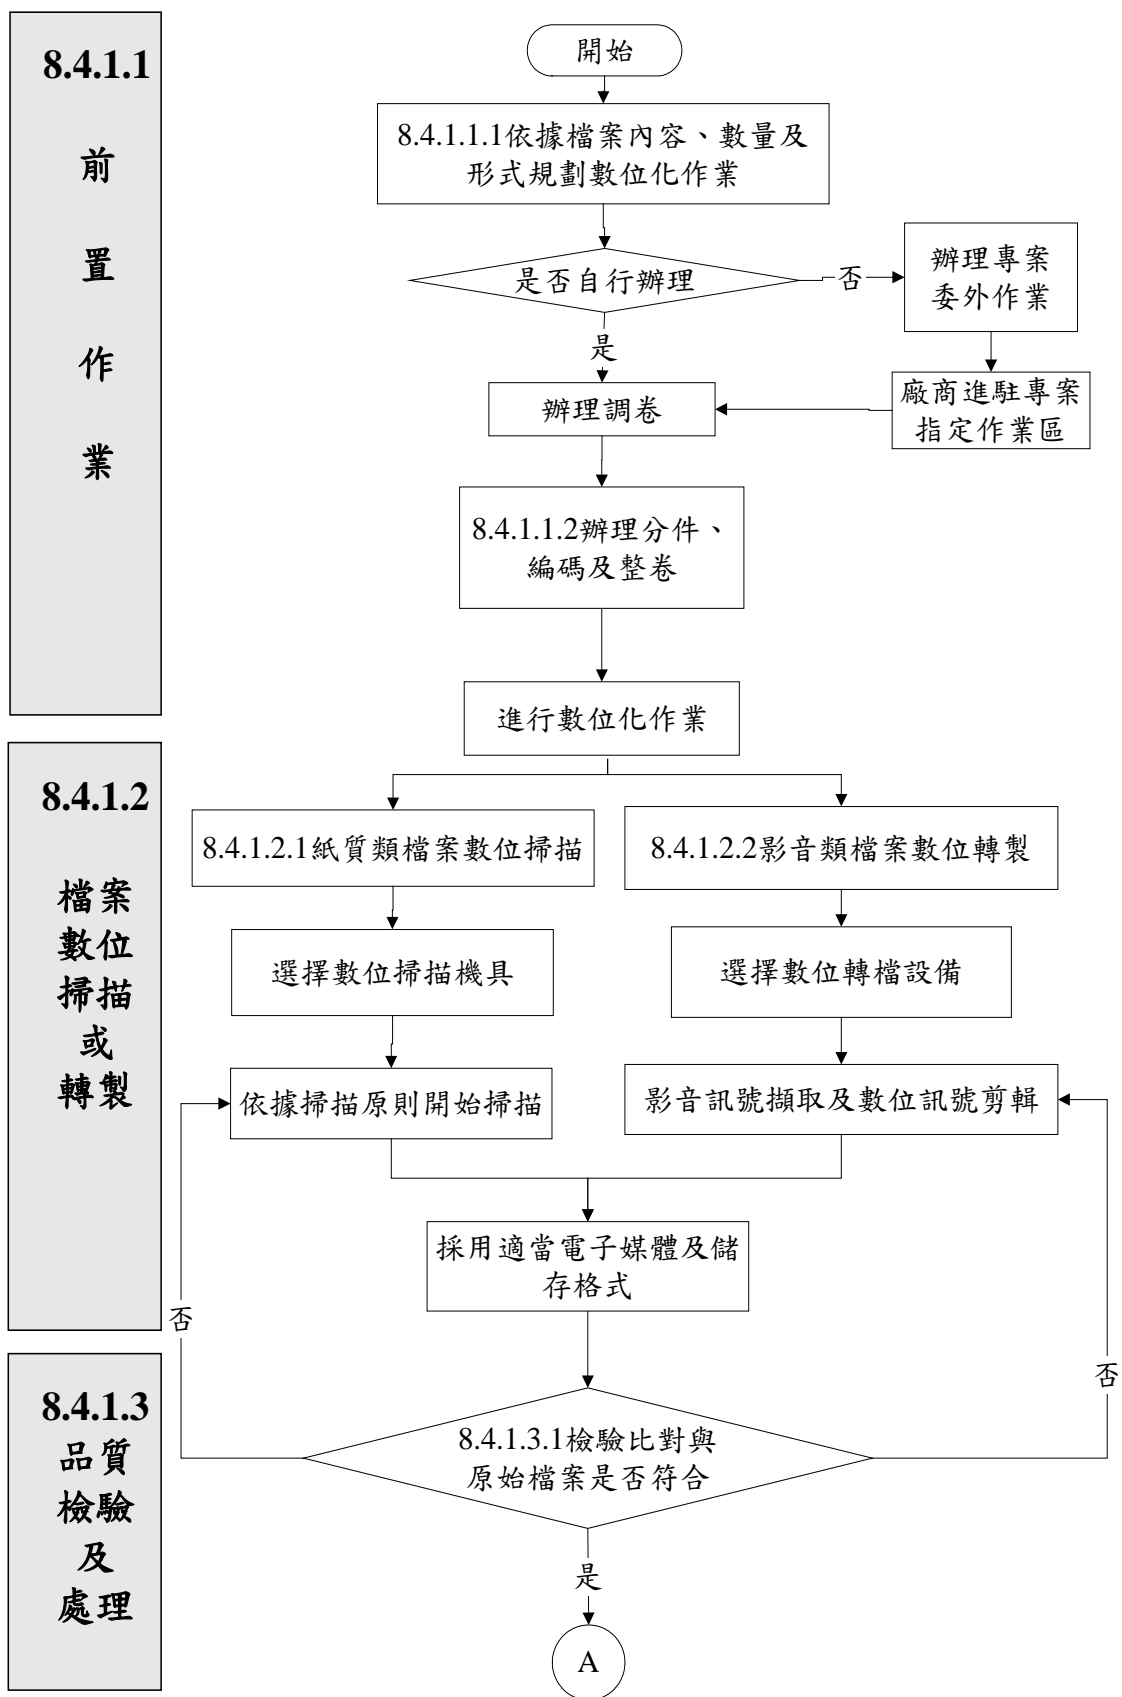 8.4.1.1
前
置
作
業
開始
8.4.1.1.1依據檔案內容、數量及
形式規劃數位化作業
是否自行辦理
否
辦理專案
委外作業
是
辦理調卷
廠商進駐專案
指定作業區
8.4.1.1.2辦理分件、
編碼及整卷
進行數位化作業
8.4.1.2
檔案
數位
掃描
或
轉製
8.4.1.2.1紙質類檔案數位掃描
8.4.1.2.2影音類檔案數位轉製
選擇數位掃描機具
選擇數位轉檔設備
依據掃描原則開始掃描
影音訊號擷取及數位訊號剪輯
採用適當電子媒體及儲
存格式
否
否
8.4.1.3
品質
檢驗
及
處理
8.4.1.3.1檢驗比對與
原始檔案是否符合
是
A